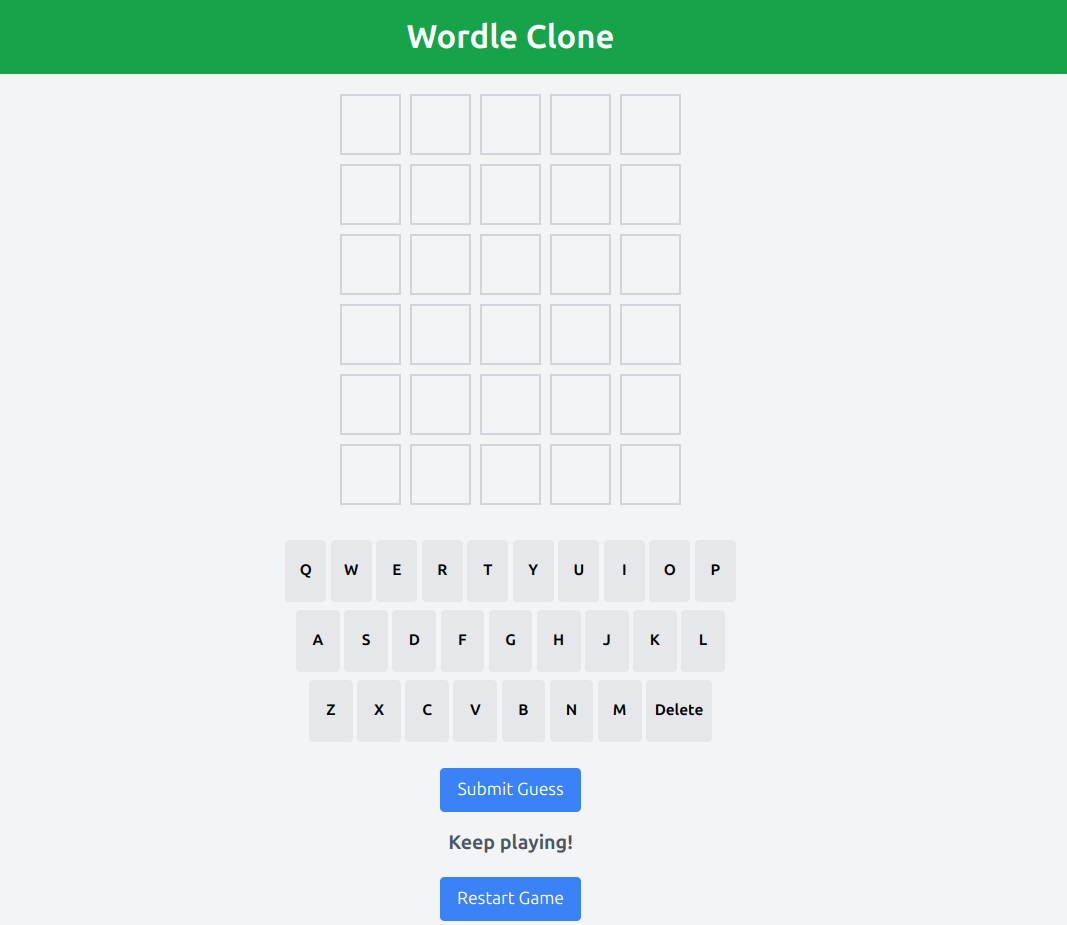 Wordle Clone
Q W E R T Y U I O P
A S D F G H J K L
Z X C V B N M Delete
Submit Guess
Keep playing!
Restart Game